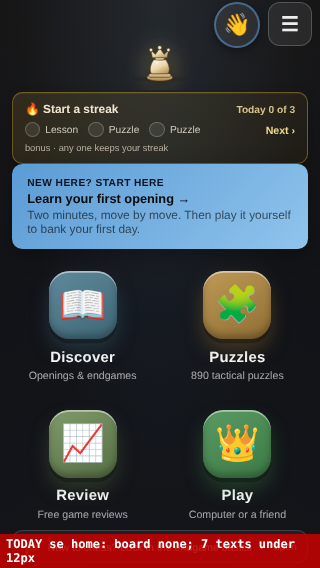 🔥 Start a streak
Today 0 of 3
Lesson
Puzzle
Puzzle
Next ›
bonus · any one keeps your streak
NEW HERE? START HERE
Learn your first opening →
Two minutes, move by move. Then play it yourself
to bank your first day.
Discover
Puzzles
Openings & endgames
890 tactical puzzles
Review
Play
Free game reviews
Computer or a friend
TODAY se home: board none; 7 texts under
12px